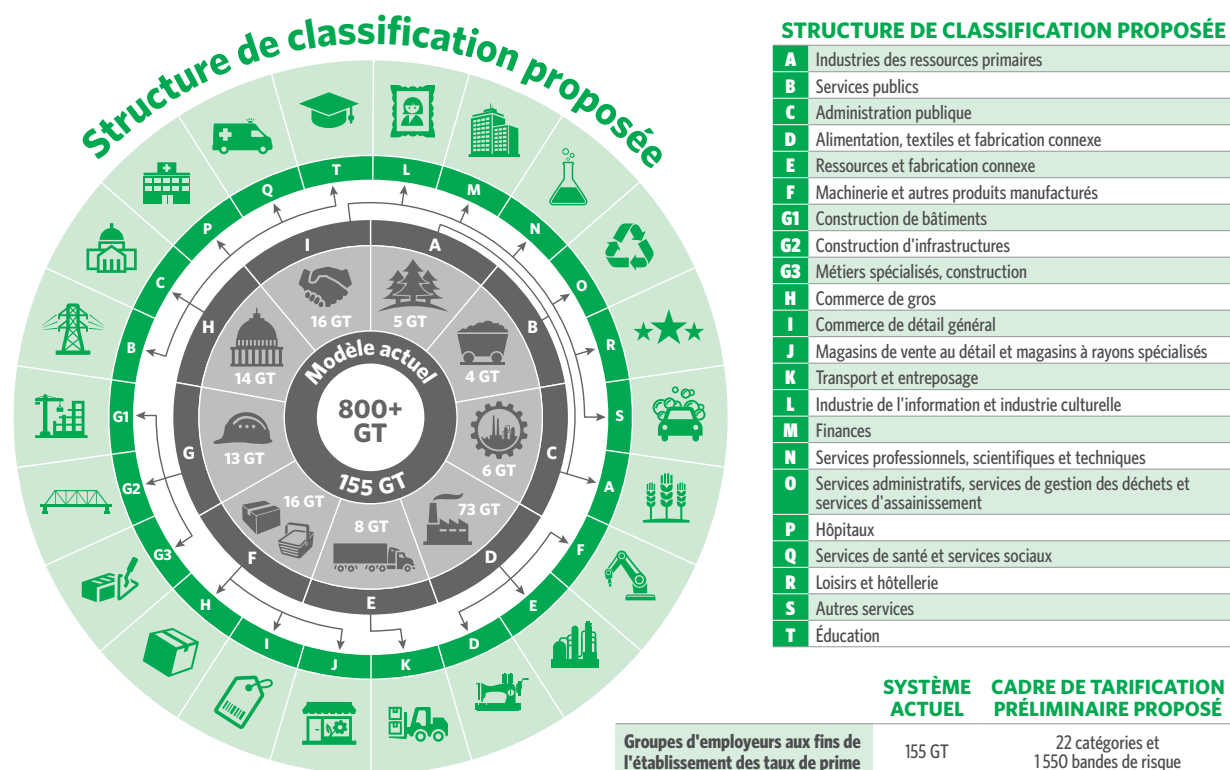 Structure de classification proposée
T
L
M
N
O
R
S
A
F
E
D
K
J
I
H
G3
G2
G1
B
C
P
Q
I
A
B
C
D
E
F
G
H
16 GT
5 GT
4 GT
6 GT
73 GT
8 GT
16 GT
13 GT
14 GT
Modèle actuel
800+
GT
155 GT
STRUCTURE DE CLASSIFICATION PROPOSÉE
A Industries des ressources primaires
B Services publics
C Administration publique
D Alimentation, textiles et fabrication connexe
E Ressources et fabrication connexe
F Machinerie et autres produits manufacturés
G1 Construction de bâtiments
G2 Construction d'infrastructures
G3 Métiers spécialisés, construction
H Commerce de gros
I Commerce de détail général
J Magasins de vente au détail et magasins à rayons spécialisés
K Transport et entreposage
L Industrie de l'information et industrie culturelle
M Finances
N Services professionnels, scientifiques et techniques
O Services administratifs, services de gestion des déchets et
services d'assainissement
P Hôpitaux
Q Services de santé et services sociaux
R Loisirs et hôtellerie
S Autres services
T Éducation
SYSTÈME
ACTUEL
CADRE DE TARIFICATION
PRÉLIMINAIRE PROPOSÉ
Groupes d'employeurs aux fins de
l'établissement des taux de prime
155 GT
22 catégories et
1 550 bandes de risque